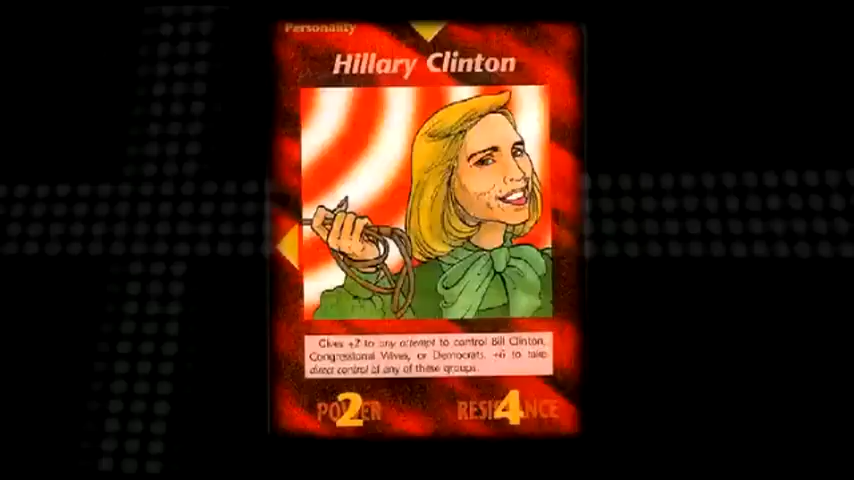 Personality
Hillary Clinton
Gives +2 to any attempt to control Bill Clinton,
Congressional Wives, or Democrats. +6 to take
direct control of any of these groups.
POWER 2 RESISTANCE 4